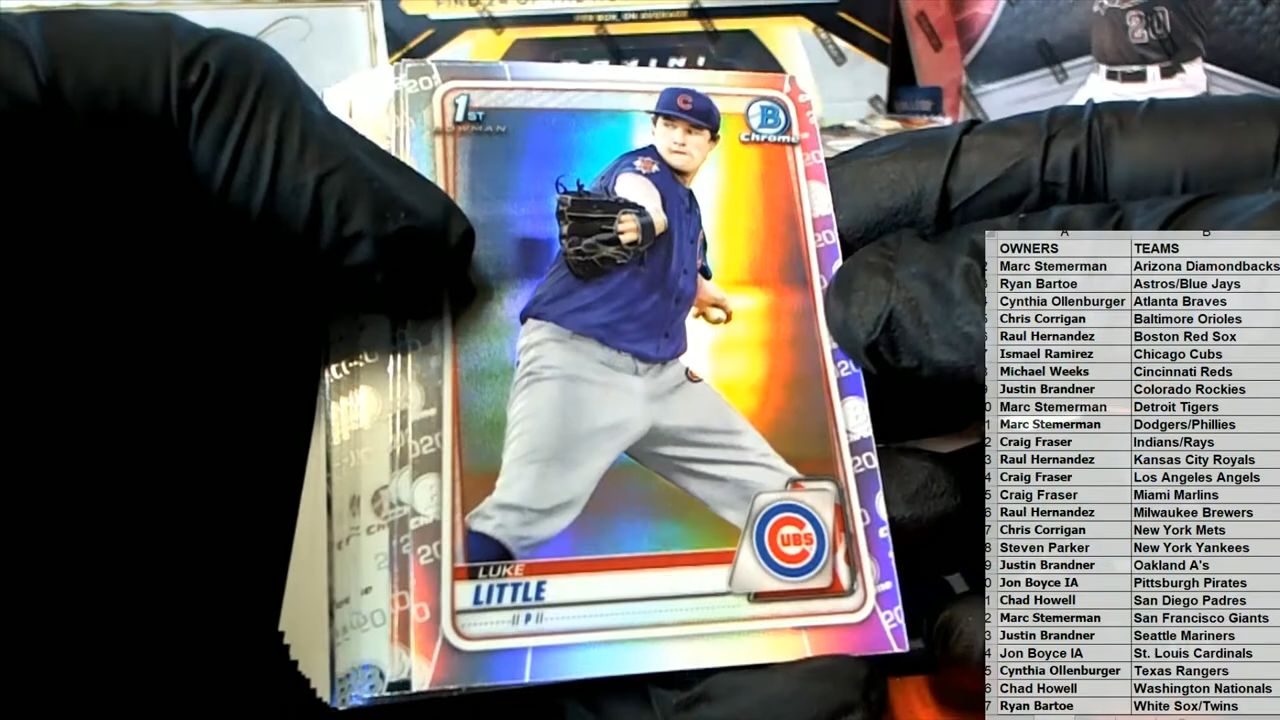 1ST
BOWMAN
B
Chrome
C
20
LUKE
LITTLE
P
CUBS
A B
OWNERS TEAMS
Marc Stemerman Arizona Diamondbacks
Ryan Bartoe Astros/Blue Jays
Cynthia Ollenburger Atlanta Braves
Chris Corrigan Baltimore Orioles
Raul Hernandez Boston Red Sox
Ismael Ramirez Chicago Cubs
Michael Weeks Cincinnati Reds
Justin Brandner Colorado Rockies
Marc Stemerman Detroit Tigers
Marc Stemerman Dodgers/Phillies
Craig Fraser Indians/Rays
Raul Hernandez Kansas City Royals
Craig Fraser Los Angeles Angels
Craig Fraser Miami Marlins
Raul Hernandez Milwaukee Brewers
Chris Corrigan New York Mets
Steven Parker New York Yankees
Justin Brandner Oakland A's
Jon Boyce IA Pittsburgh Pirates
Chad Howell San Diego Padres
Marc Stemerman San Francisco Giants
Justin Brandner Seattle Mariners
Jon Boyce IA St. Louis Cardinals
Cynthia Ollenburger Texas Rangers
Chad Howell Washington Nationals
Ryan Bartoe White Sox/Twins